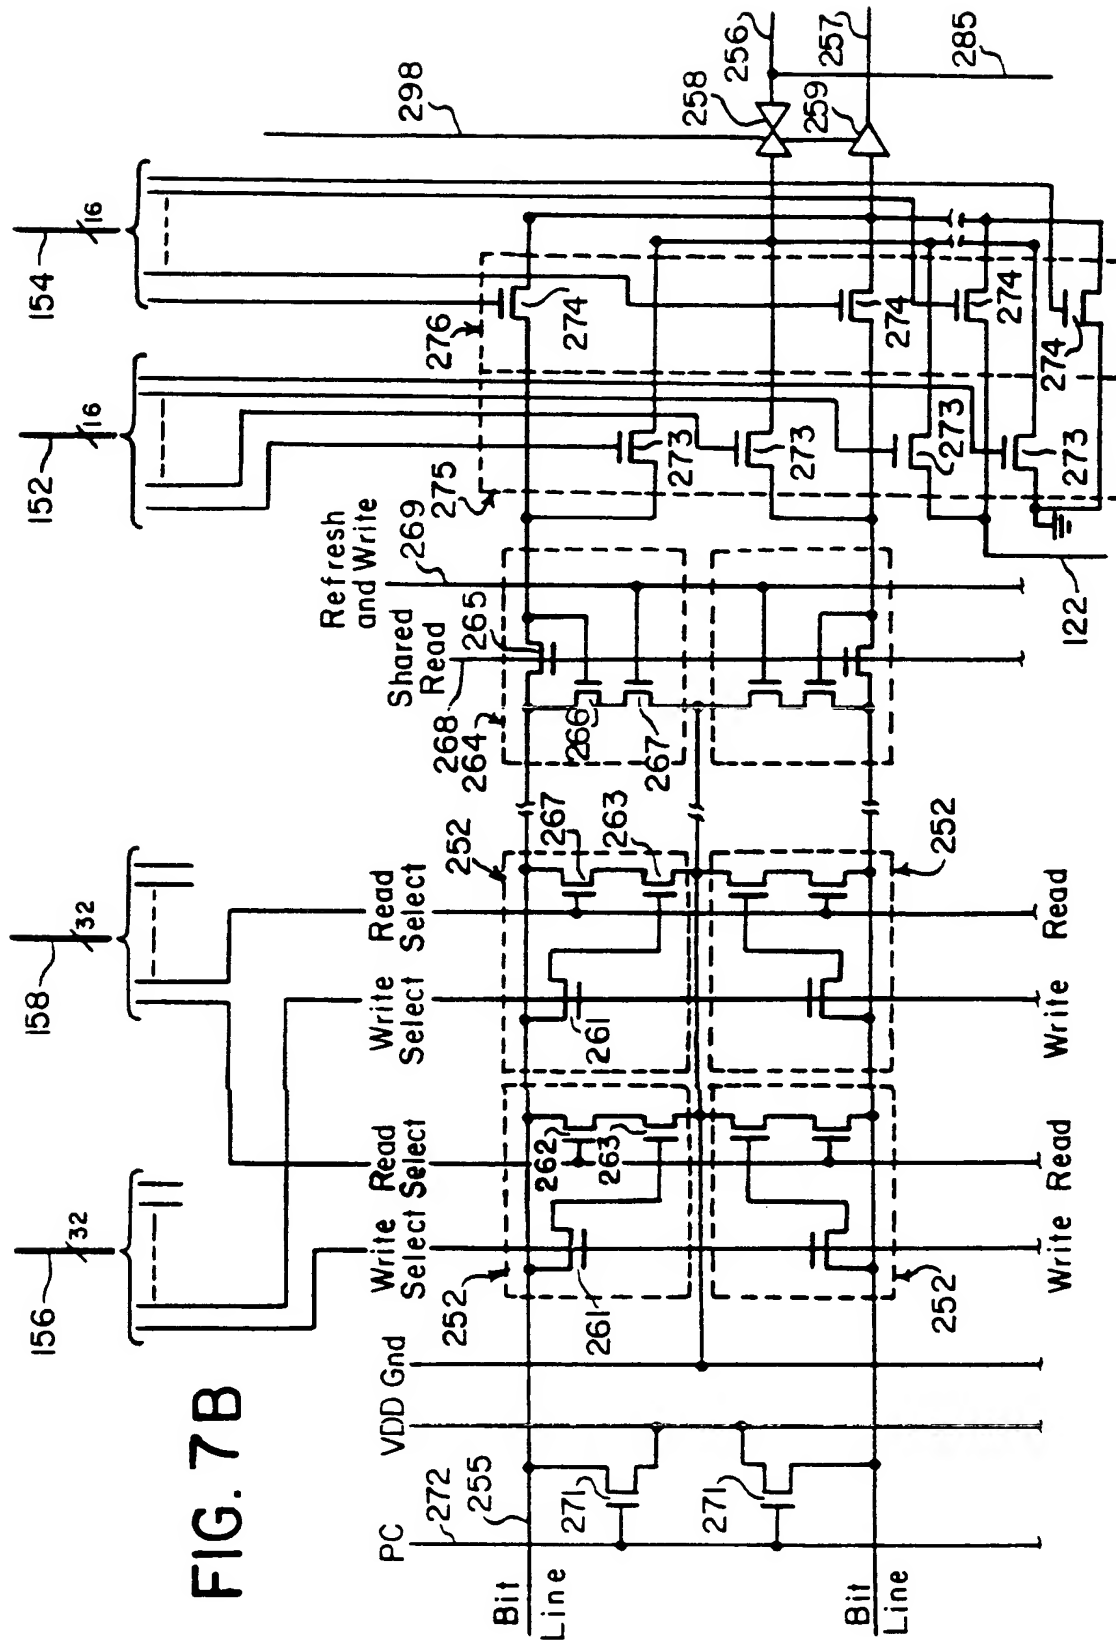 FIG. 7B
156
32
158
32
152
16
154
16
298
PC
272
255
VDD
Gnd
Write Select
Read Select
Write Select
Read Select
268
264
Shared Read
265
Refresh and Write
269
275
276
Bit Line
271
271
Bit Line
252
261
262
263
252
261
267
263
252
252
266
267
273
273
273
273
274
274
274
274
258
256
259
257
285
122
Write
Read
Write
Read